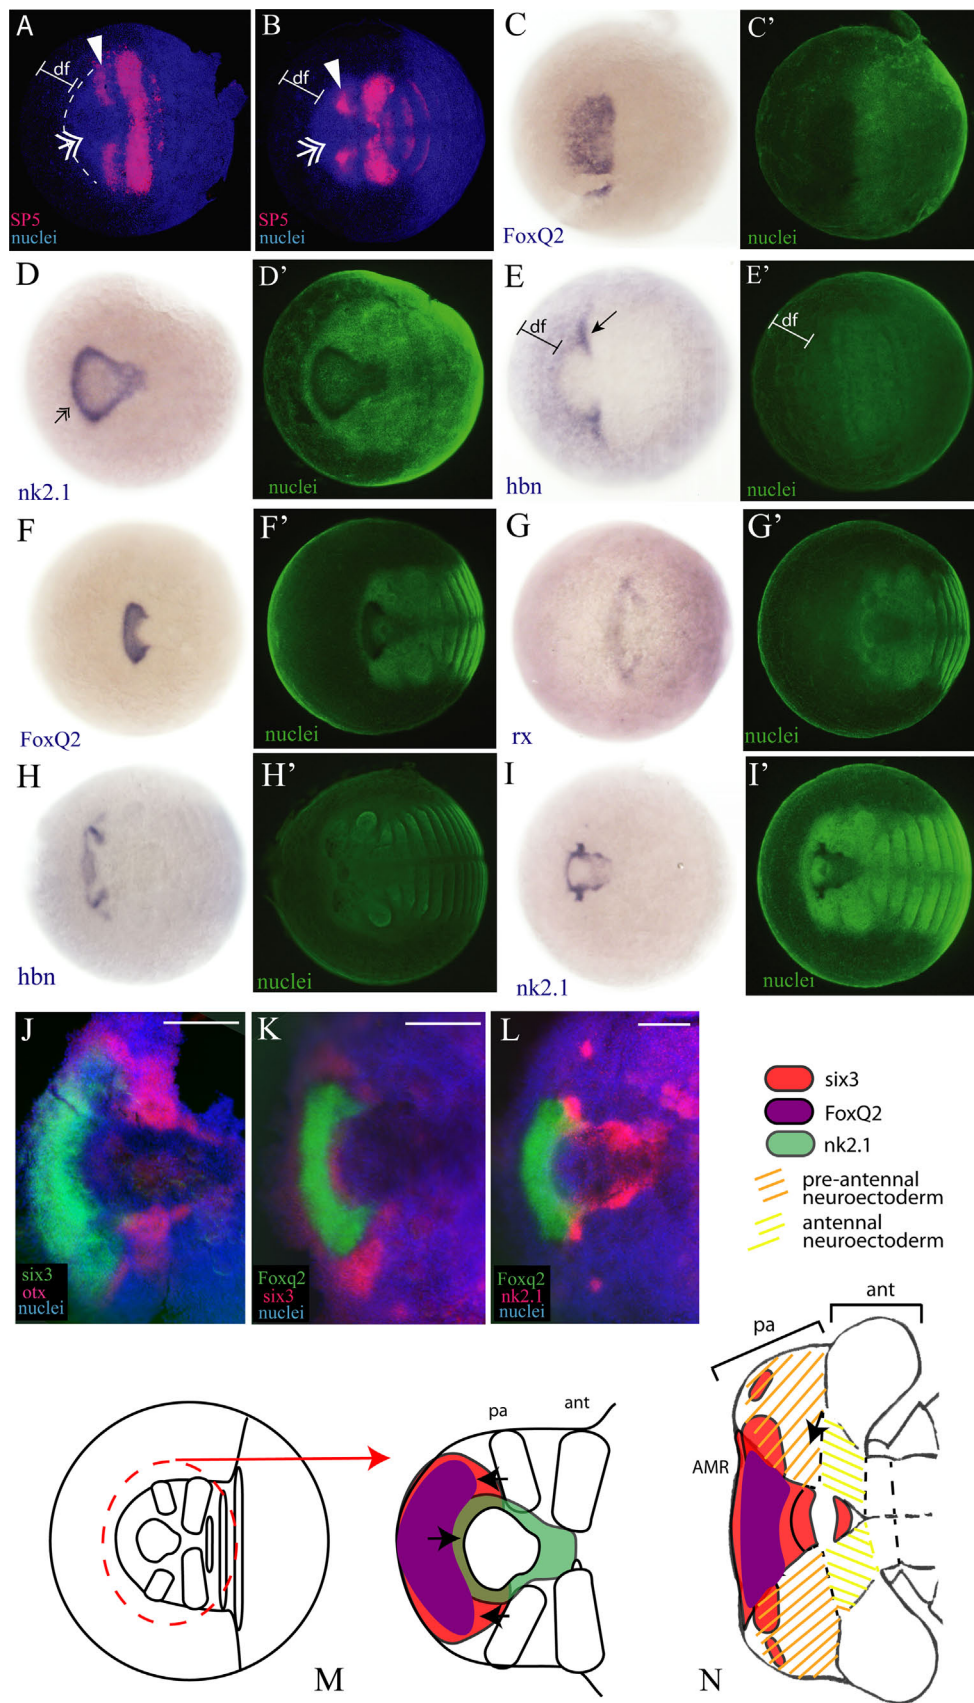 A
df
SP5
nuclei
B
df
SP5
nuclei
C
FoxQ2
C’
nuclei
D
nk2.1
D’
nuclei
E
df
hbn
E’
df
nuclei
F
FoxQ2
F’
nuclei
G
rx
G’
nuclei
H
hbn
H’
nuclei
I
nk2.1
I’
nuclei
J
six3
otx
nuclei
K
Foxq2
six3
nuclei
L
Foxq2
nk2.1
nuclei
six3
FoxQ2
nk2.1
pre-antennal
neuroectoderm
antennal
neuroectoderm
M
pa
ant
N
pa
ant
AMR